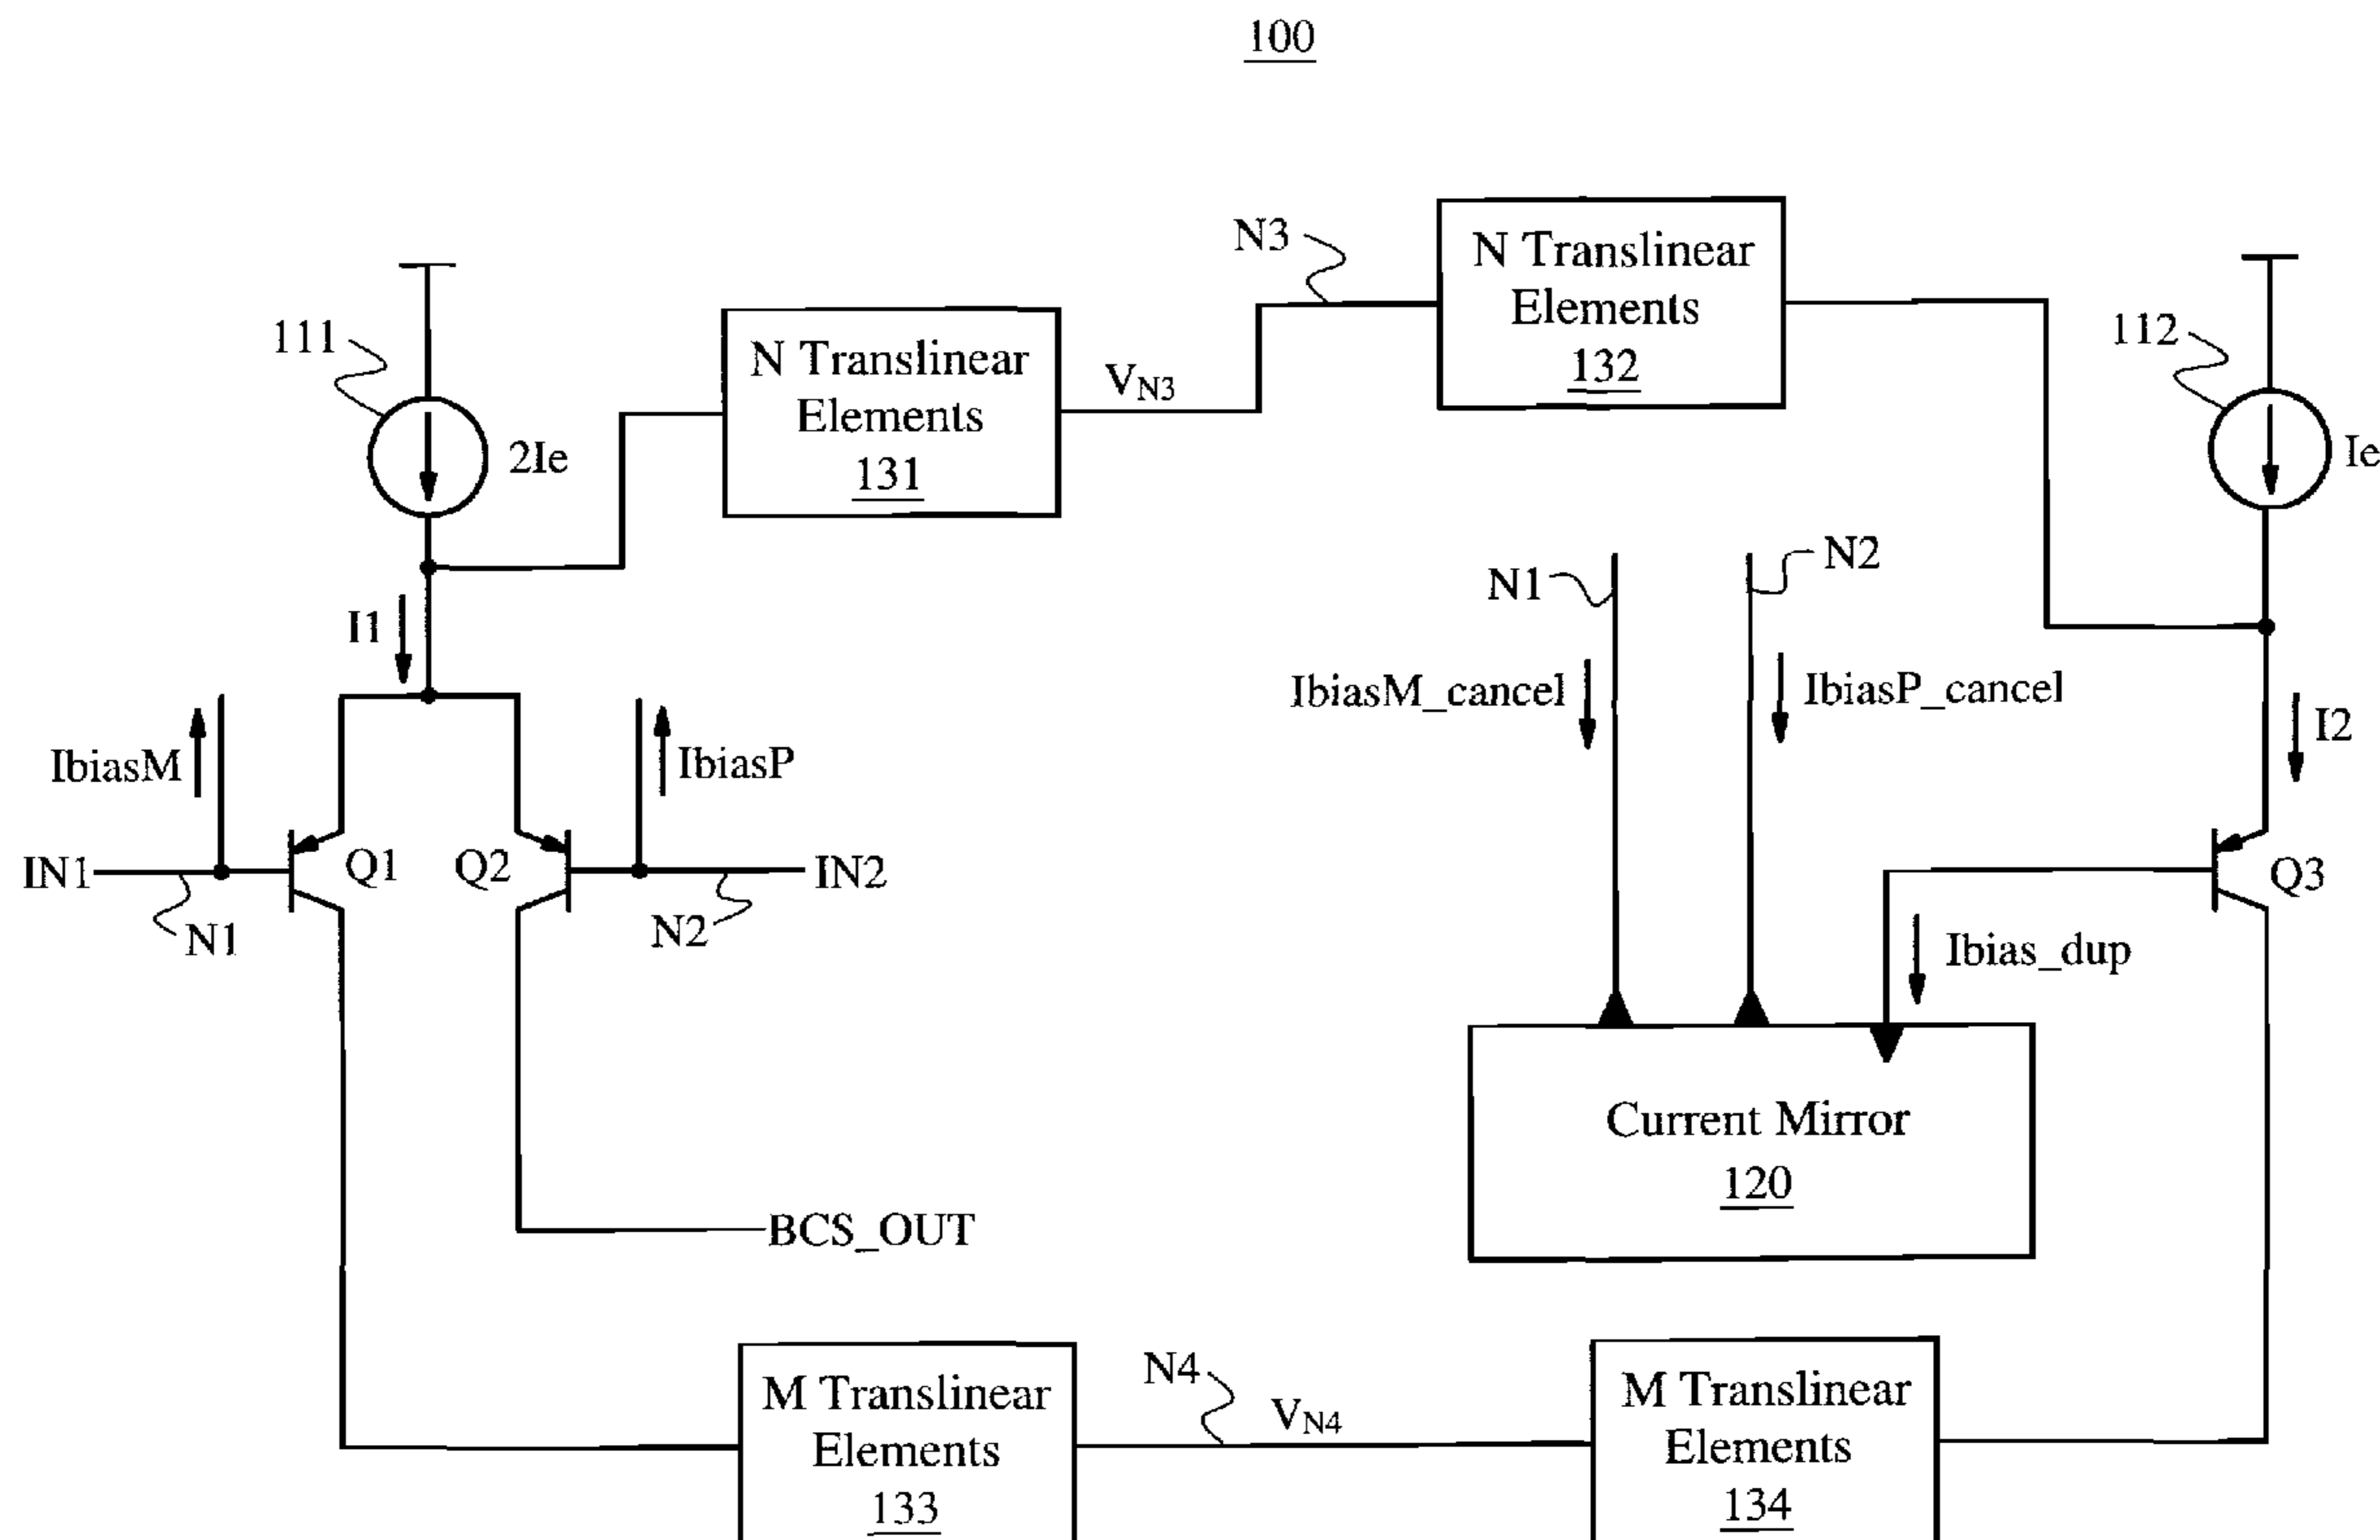 100
N3
N Translinear
Elements
132
111
2Ie
N Translinear
Elements
131
VN3
112
Ie
I1
N1
N2
IbiasM_cancel
IbiasP_cancel
I2
IbiasM
IbiasP
IN1
Q1
Q2
IN2
N1
N2
Q3
Ibias_dup
Current Mirror
120
BCS_OUT
M Translinear
Elements
133
N4
VN4
M Translinear
Elements
134